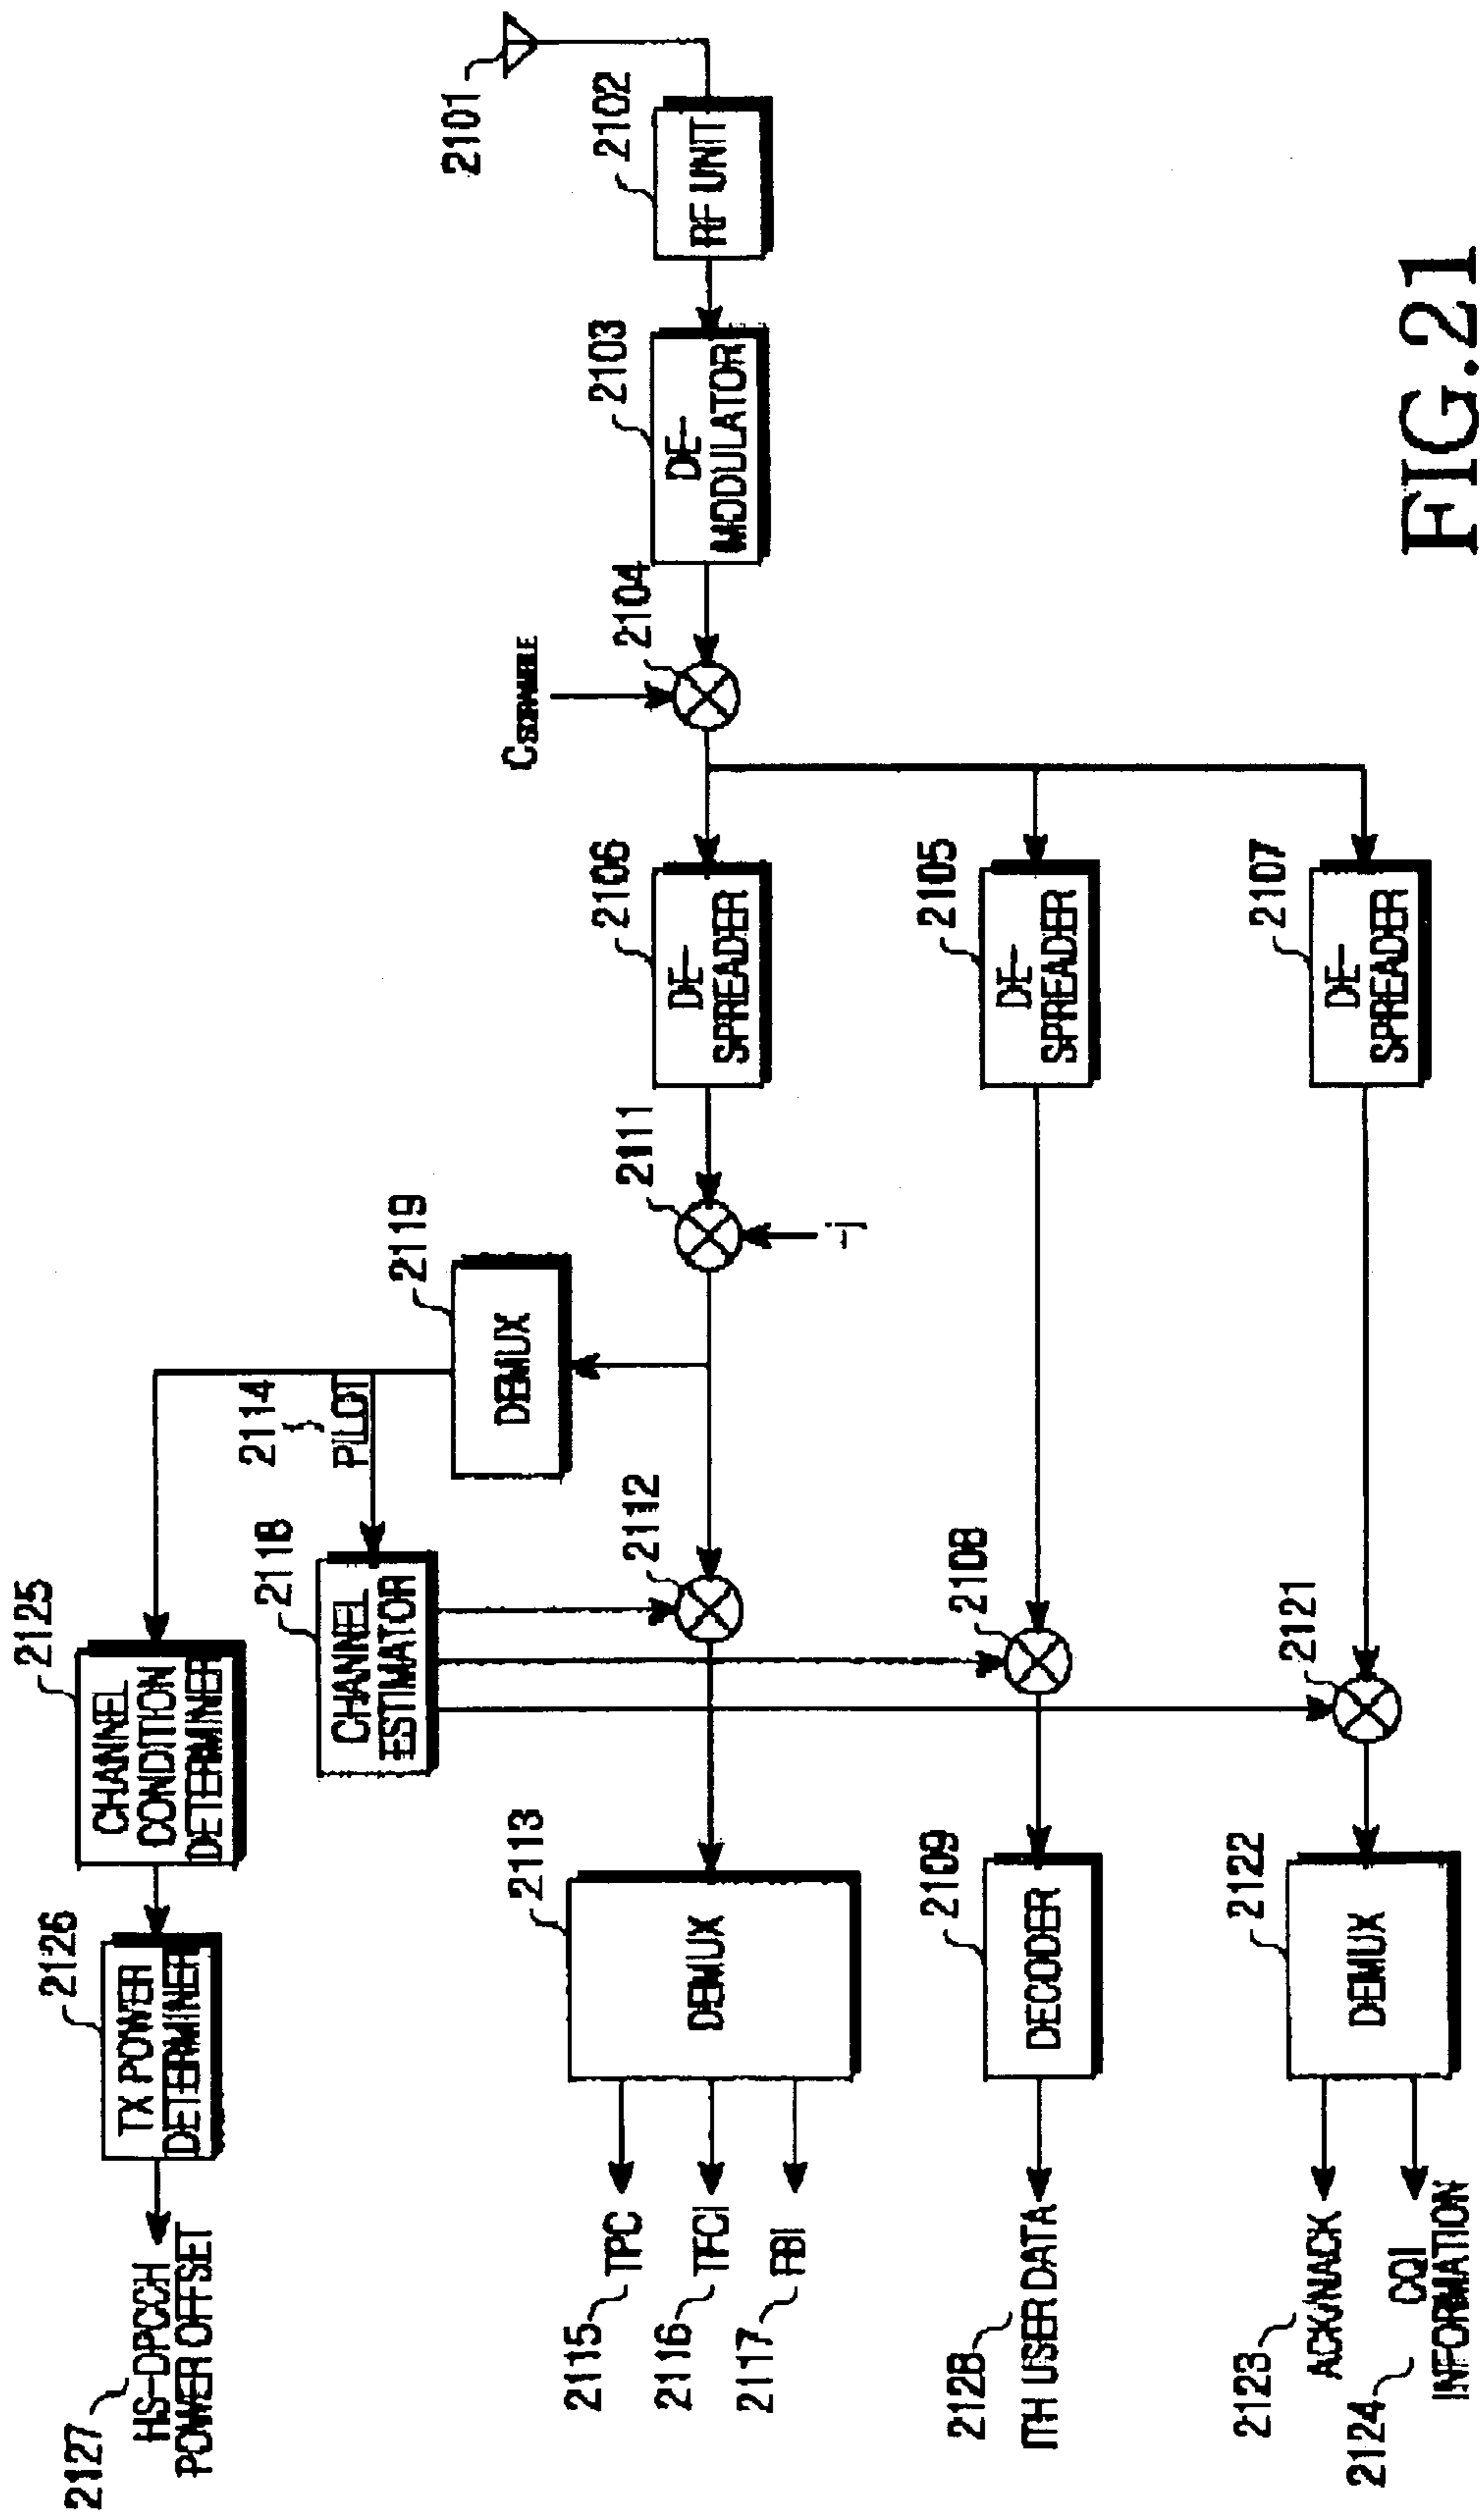 2127
HS-DPCCH
POWER OFFSET
2126
TX POWER
DETERMINER
2125
CHANNEL
CONDITION
DETERMINER
2114
PILOT
2118
CHANNEL
ESTIMATOR
2119
DEMUX
2101
2115
TPC
2116
TFCI
2117
FBI
2113
DEMUX
2112
2111
-j
2106
DE-
SPREADER
CSCRAMBLE
2104
2103
DE-
MODULATOR
2102
RF UNIT
2128
ITH USER DATA
2109
DECODER
2108
2105
DE-
SPREADER
2123
ACK/NACK
2124
CQI
INFORMATION
2122
DEMUX
2121
2107
DE-
SPREADER
FIG.21